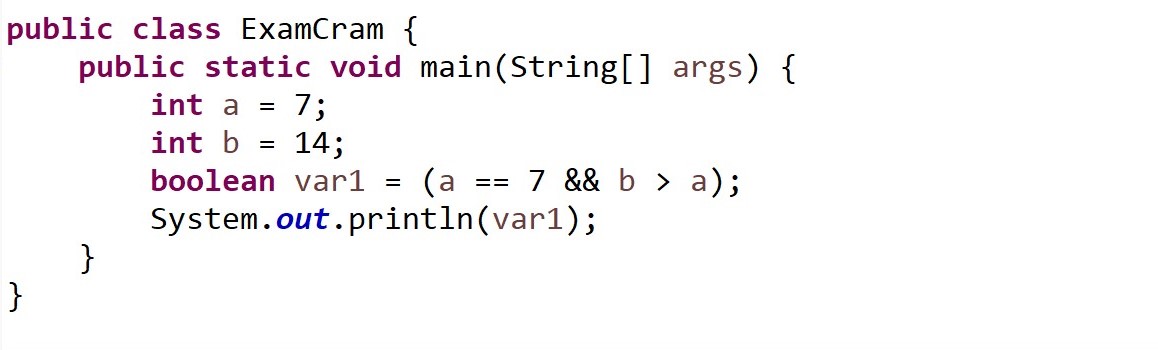 public class ExamCram {
    public static void main(String[] args) {
        int a = 7;
        int b = 14;
        boolean var1 = (a == 7 && b > a);
        System.out.println(var1);
    }
}